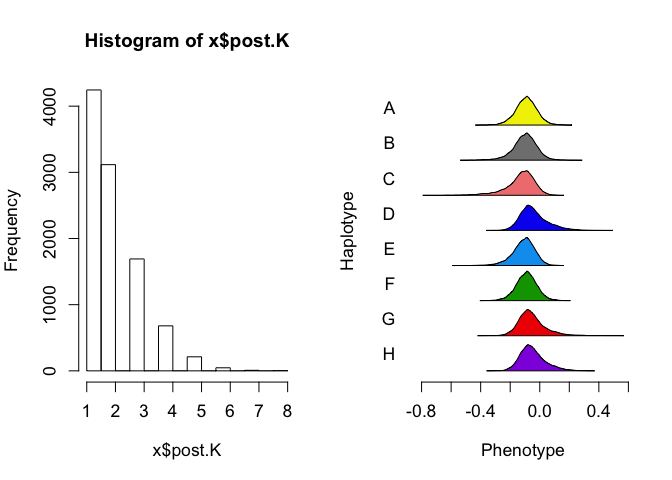 Histogram of x$post.K
Frequency
0
1000
2000
3000
4000
1 2 3 4 5 6 7 8
x$post.K
Haplotype
A
B
C
D
E
F
G
H
-0.8 -0.4 0.0 0.4
Phenotype